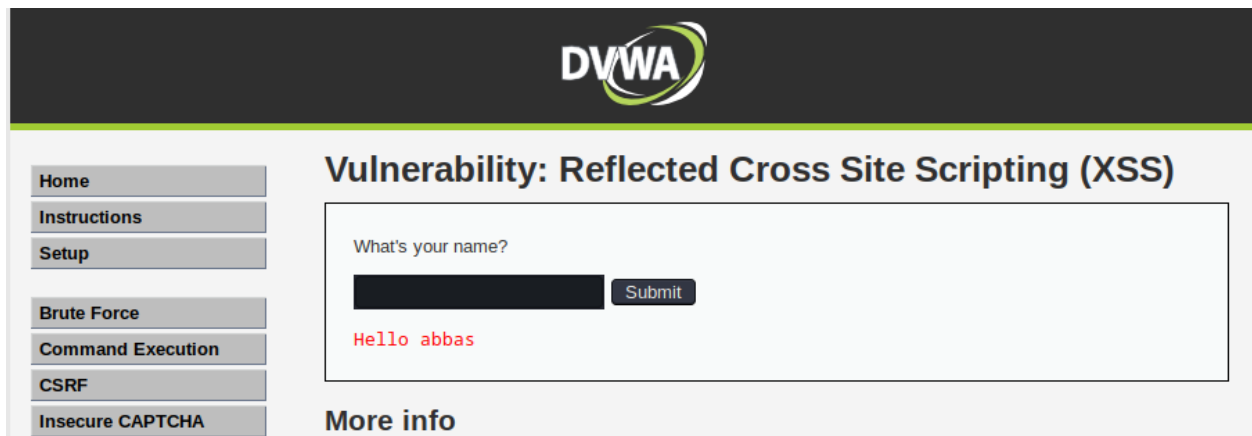 DVWA
Home
Instructions
Setup
Brute Force
Command Execution
CSRF
Insecure CAPTCHA
Vulnerability: Reflected Cross Site Scripting (XSS)
What's your name?
Submit
Hello abbas
More info